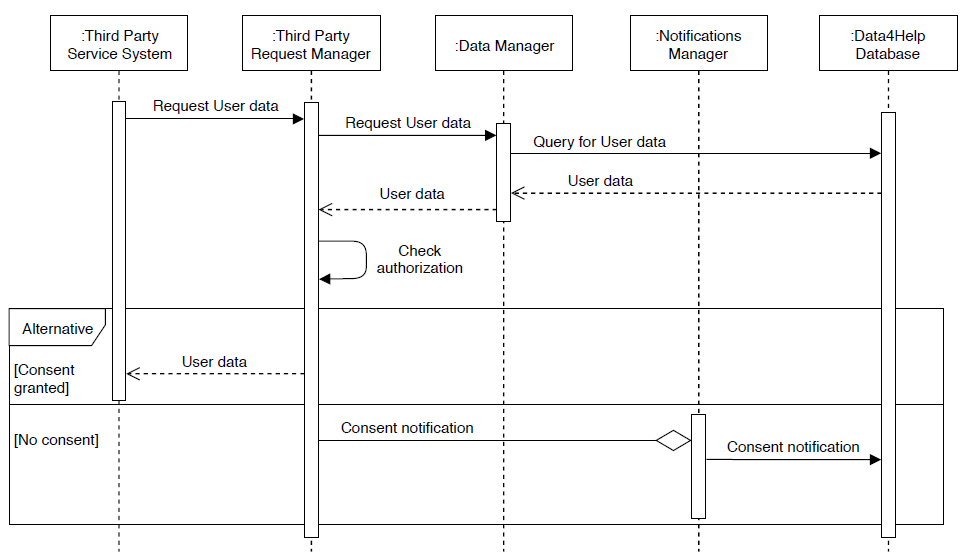 :Third Party
Service System
:Third Party
Request Manager
:Data Manager
:Notifications
Manager
:Data4Help
Database
Request User data
Request User data
Query for User data
User data
User data
Check
authorization
Alternative
User data
[Consent
granted]
Consent notification
[No consent]
Consent notification